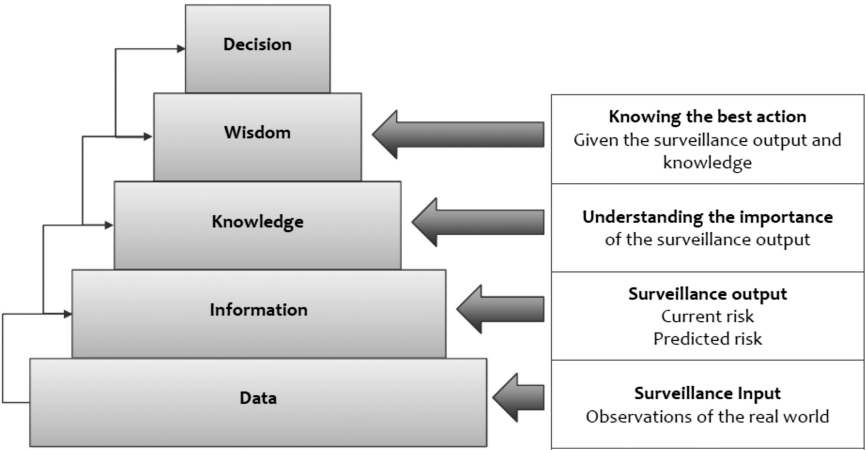 Decision
Wisdom
Knowing the best action
Given the surveillance output and
knowledge
Knowledge
Understanding the importance
of the surveillance output
Information
Surveillance output
Current risk
Predicted risk
Data
Surveillance Input
Observations of the real world